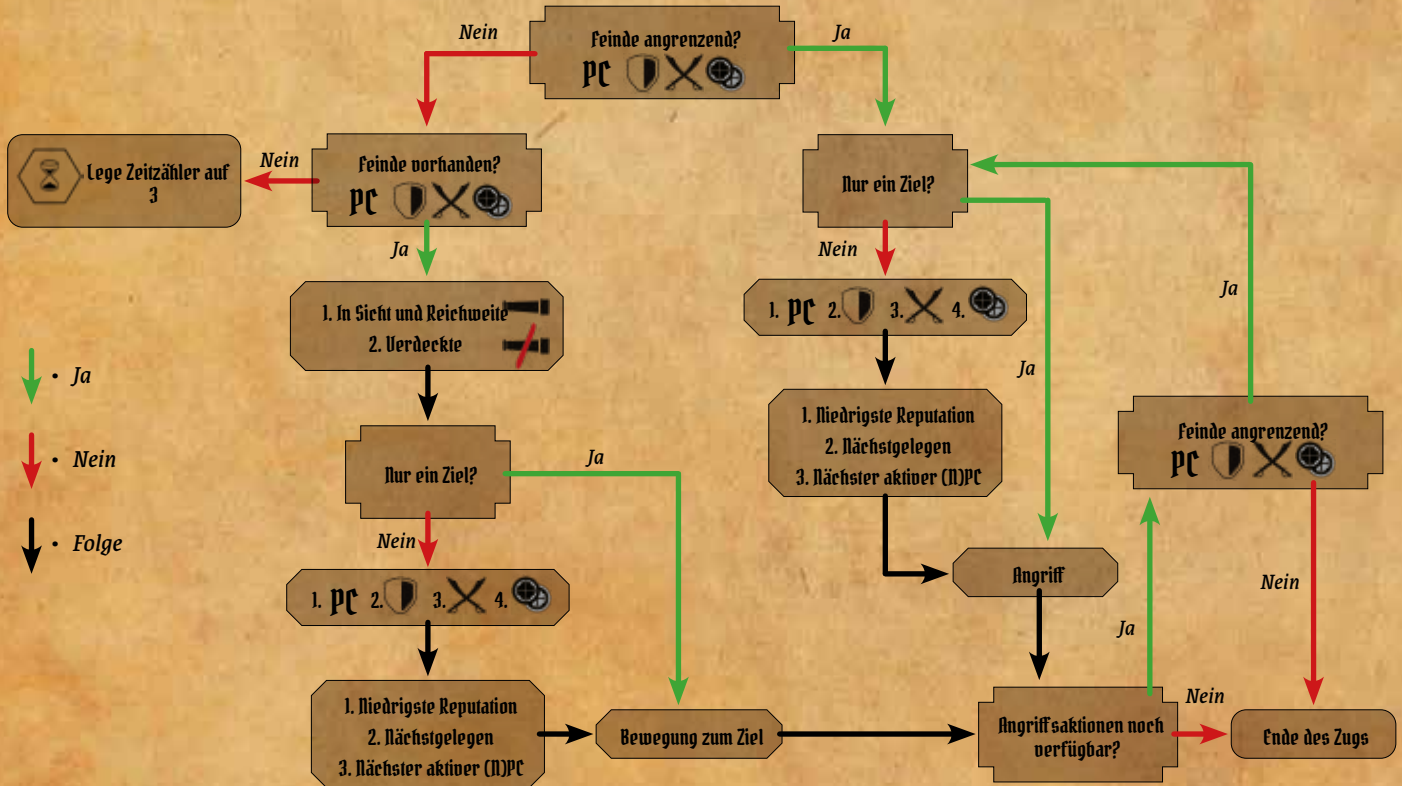 Nein
Feinde angrenzend?
PC
Ja
Lege Zeitzähler auf
3
Nein
Feinde vorhanden?
PC
Ja
Nur ein Ziel?
Nein
Ja
1. PC 2. 3. 4.
Ja
1. In Sicht und Reichweite
2. Verdeckte
• Ja
• Nein
• Folge
Nur ein Ziel?
Ja
Nein
1. PC 2. 3. 4.
1. Niedrigste Reputation
2. Nächstgelegen
3. Nächster aktiver (N)PC
Bewegung zum Ziel
1. Niedrigste Reputation
2. Nächstgelegen
3. Nächster aktiver (N)PC
Angriff
Feinde angrenzend?
PC
Ja
Nein
Angriffsaktionen noch
verfügbar?
Nein
Ende des Zugs